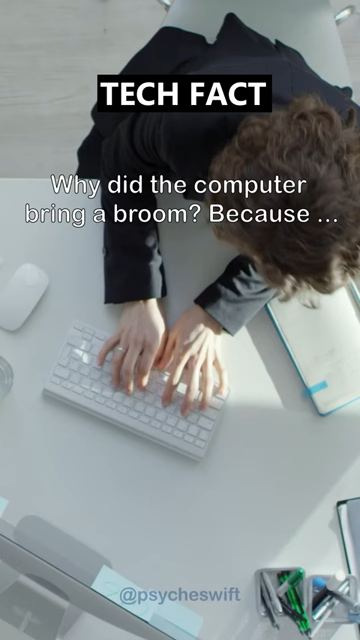 TECH FACT
Why did the computer
bring a broom? Because ...
@psycheswift